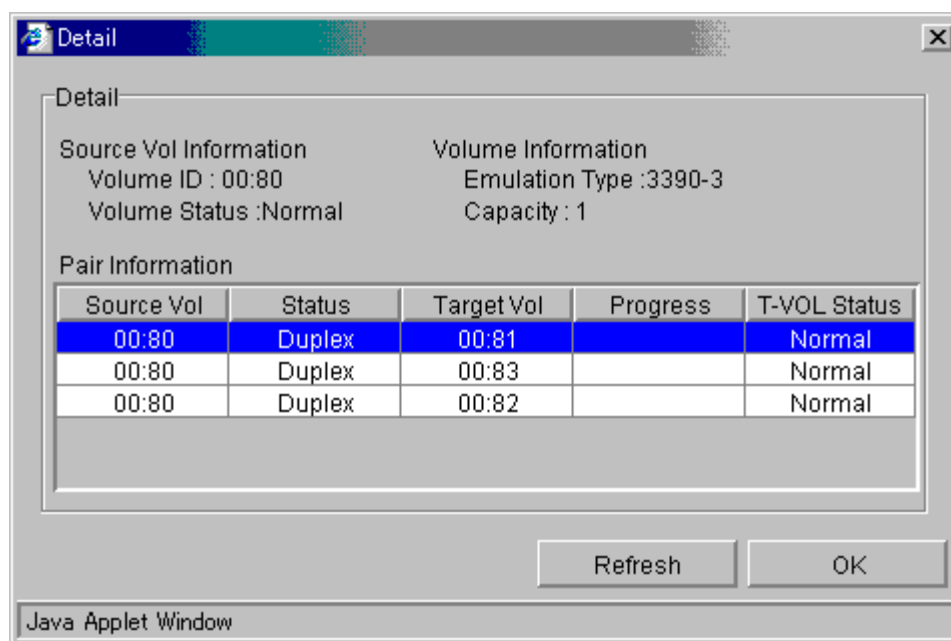 Detail
Detail
Source Vol Information Volume Information
Volume ID : 00:80 Emulation Type :3390-3
Volume Status :Normal Capacity : 1
Pair Information
Source Vol Status Target Vol Progress T-VOL Status
00:80 Duplex 00:81 Normal
00:80 Duplex 00:83 Normal
00:80 Duplex 00:82 Normal
Refresh OK
Java Applet Window